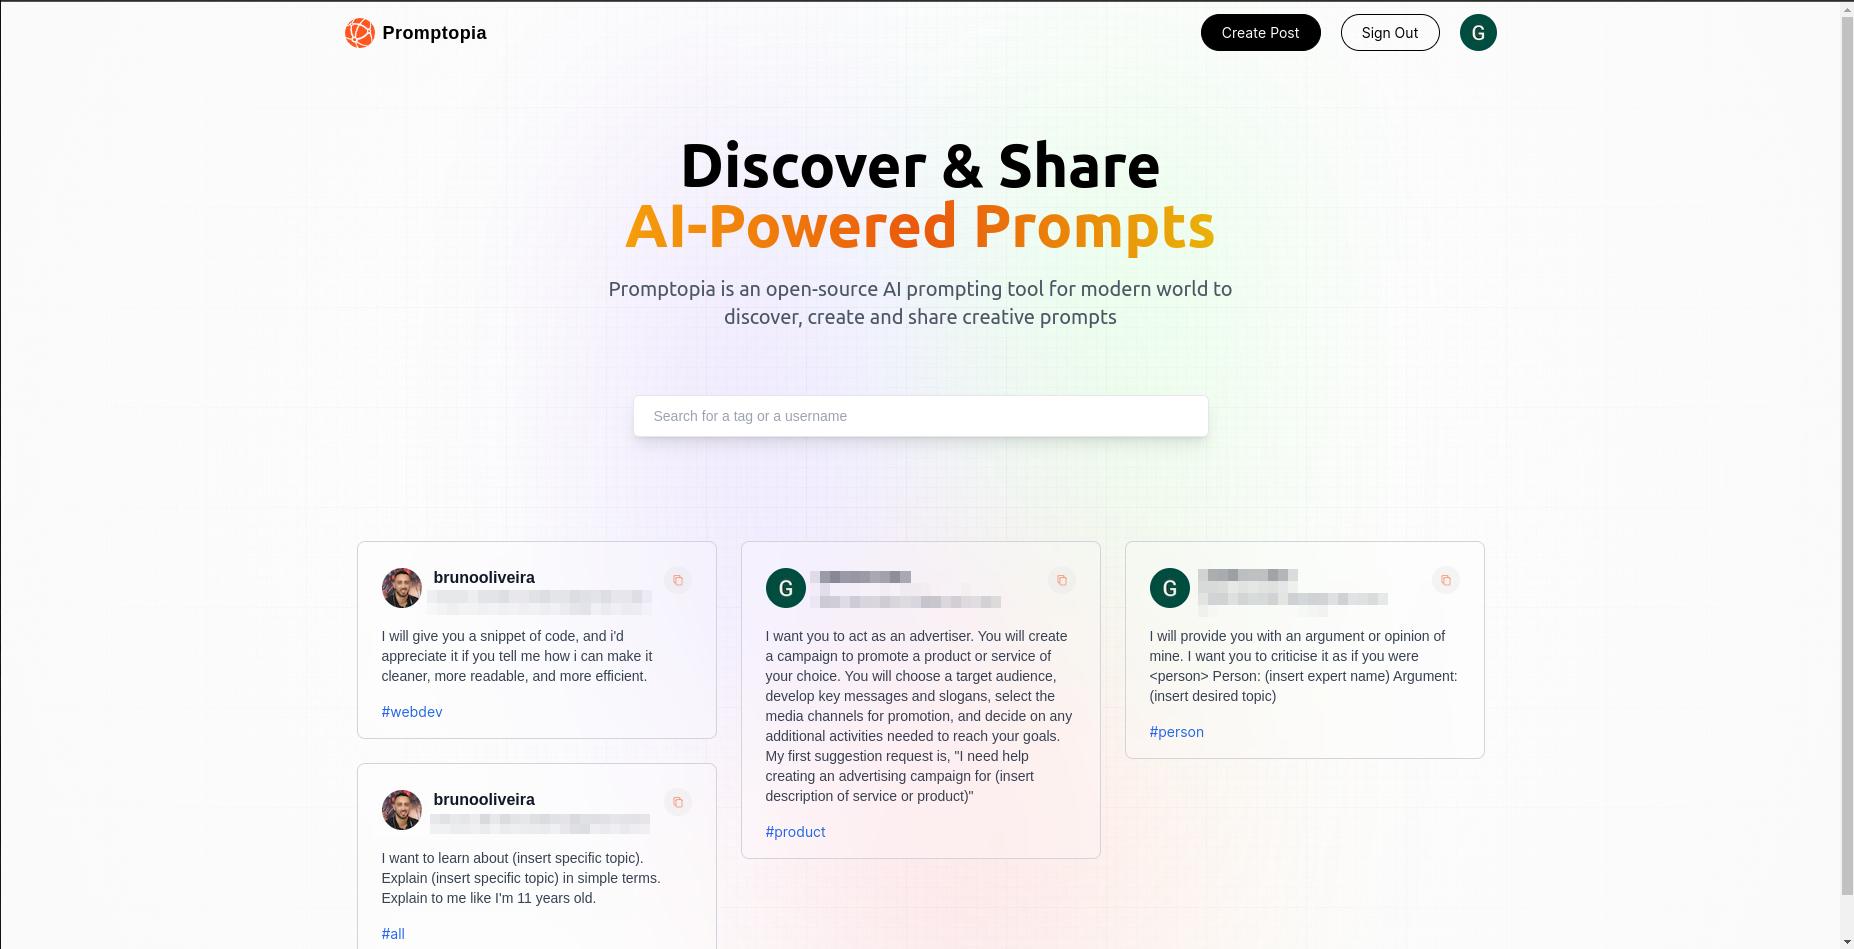 Promptopia
Create Post
Sign Out
G
Discover & Share
AI-Powered Prompts
Promptopia is an open-source AI prompting tool for modern world to
discover, create and share creative prompts
Search for a tag or a username
brunooliveira
I will give you a snippet of code, and i'd
appreciate it if you tell me how i can make it
cleaner, more readable, and more efficient.
#webdev
brunooliveira
I want to learn about (insert specific topic).
Explain (insert specific topic) in simple terms.
Explain to me like I'm 11 years old.
#all
G
I want you to act as an advertiser. You will create
a campaign to promote a product or service of
your choice. You will choose a target audience,
develop key messages and slogans, select the
media channels for promotion, and decide on any
additional activities needed to reach your goals.
My first suggestion request is, "I need help
creating an advertising campaign for (insert
description of service or product)"
#product
G
I will provide you with an argument or opinion of
mine. I want you to criticise it as if you were
<person> Person: (insert expert name) Argument:
(insert desired topic)
#person